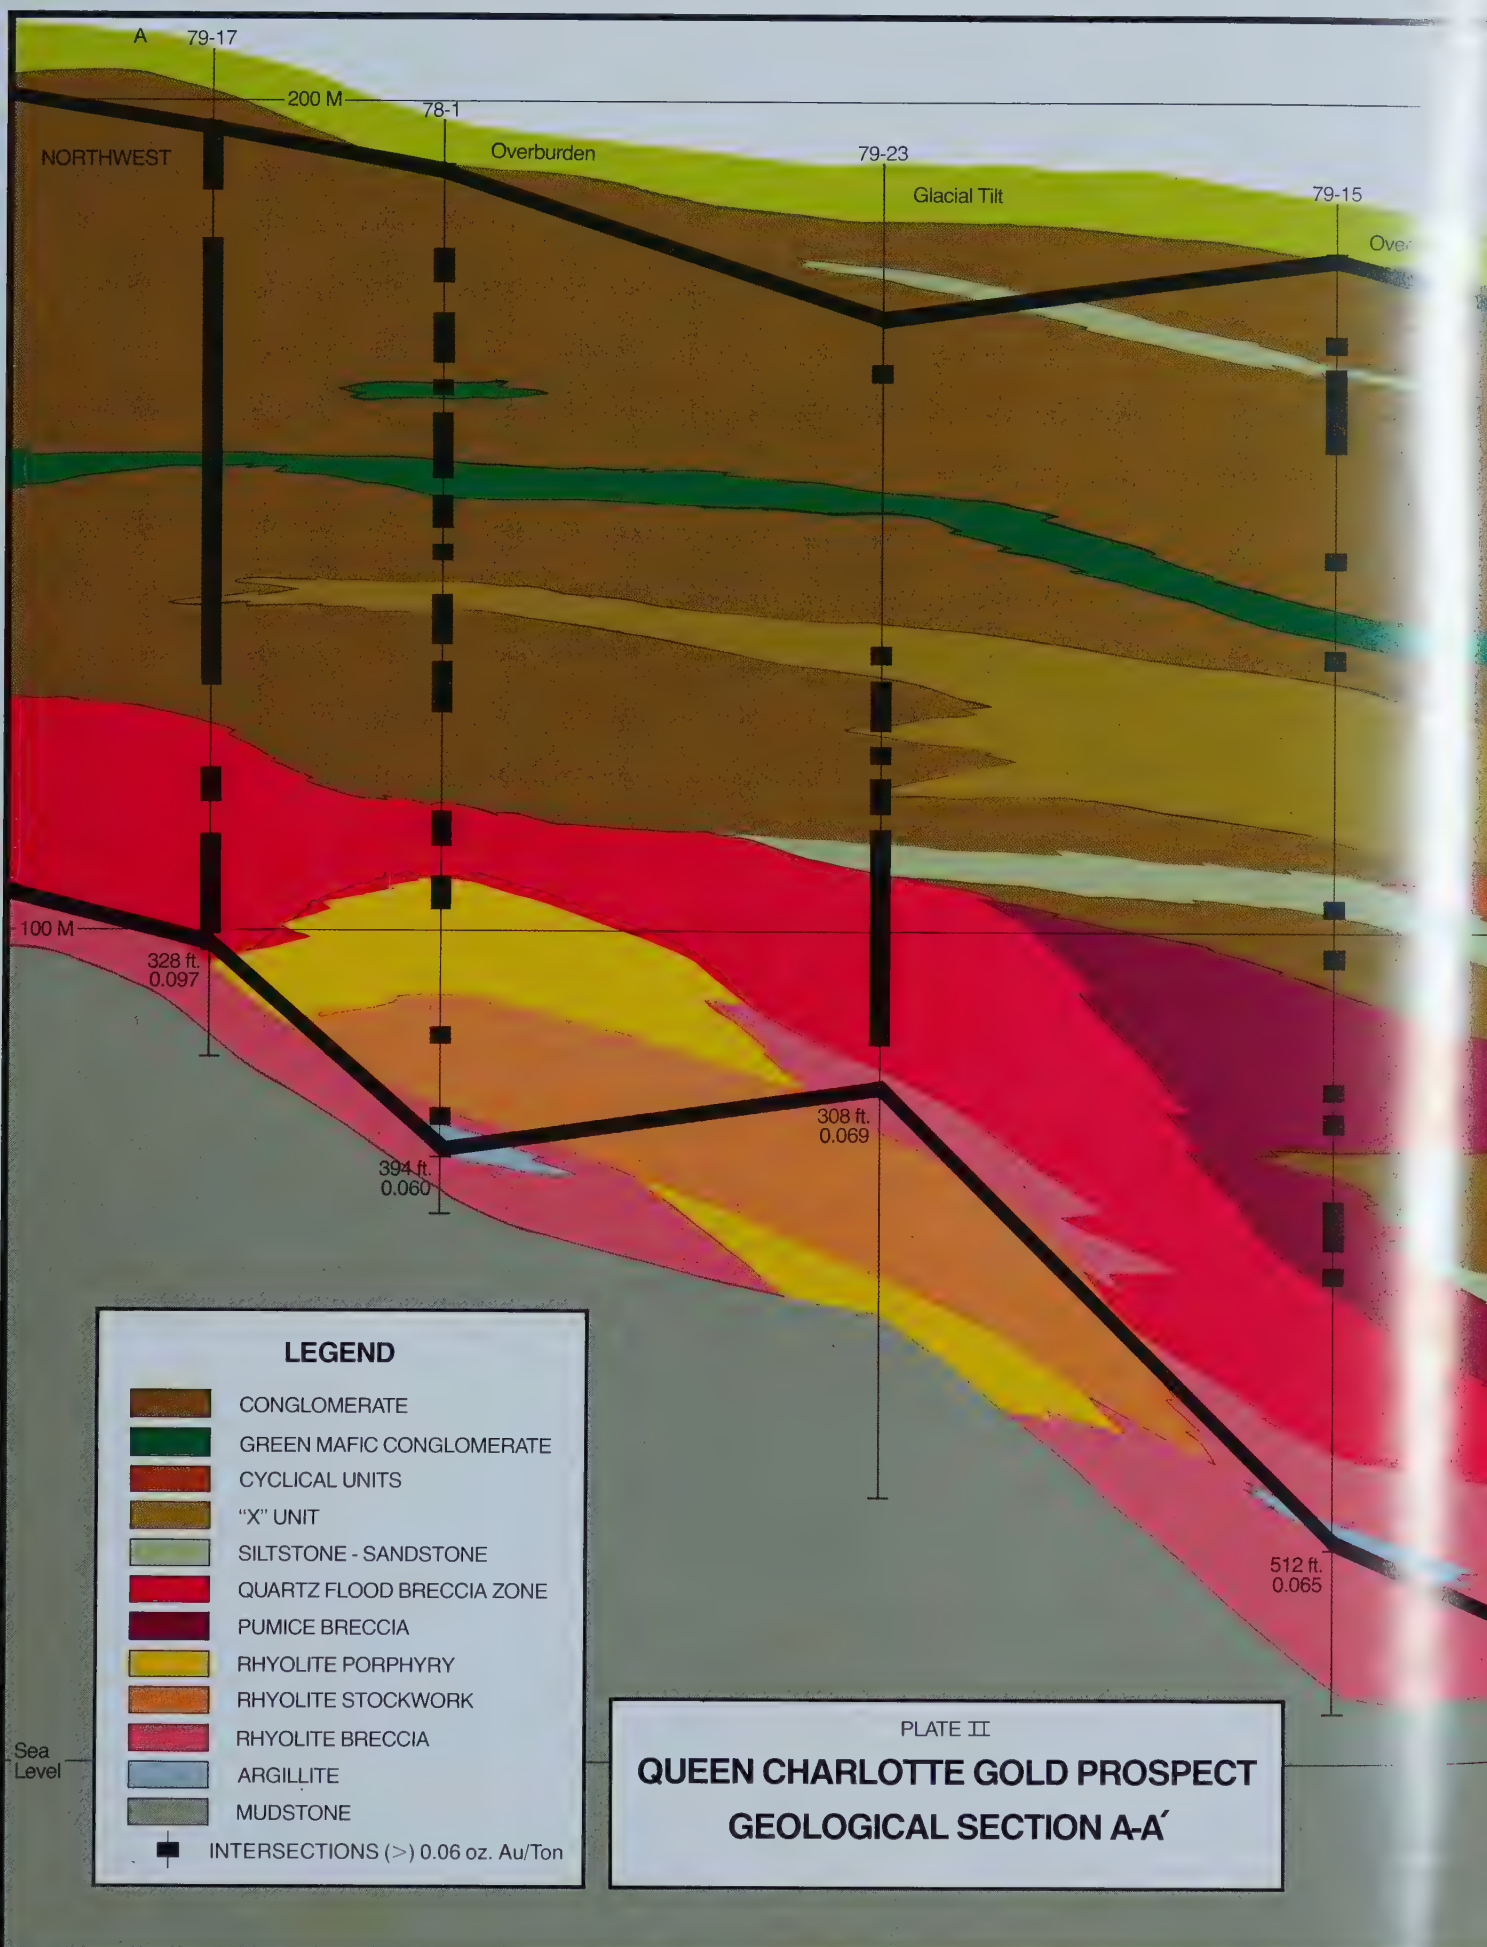 A
79-17
200 M
78-1
NORTHWEST
Overburden
79-23
Glacial Tilt
79-15
100 M
328 ft.
0.097
394 ft.
0.060
308 ft.
0.069
512 ft.
0.065
LEGEND
CONGLOMERATE
GREEN MAFIC CONGLOMERATE
CYCLICAL UNITS
"X" UNIT
SILTSTONE - SANDSTONE
QUARTZ FLOOD BRECCIA ZONE
PUMICE BRECCIA
RHYOLITE PORPHYRY
RHYOLITE STOCKWORK
RHYOLITE BRECCIA
ARGILLITE
MUDSTONE
INTERSECTIONS (>) 0.06 oz. Au/Ton
Sea
Level
PLATE II
QUEEN CHARLOTTE GOLD PROSPECT
GEOLOGICAL SECTION A-A´